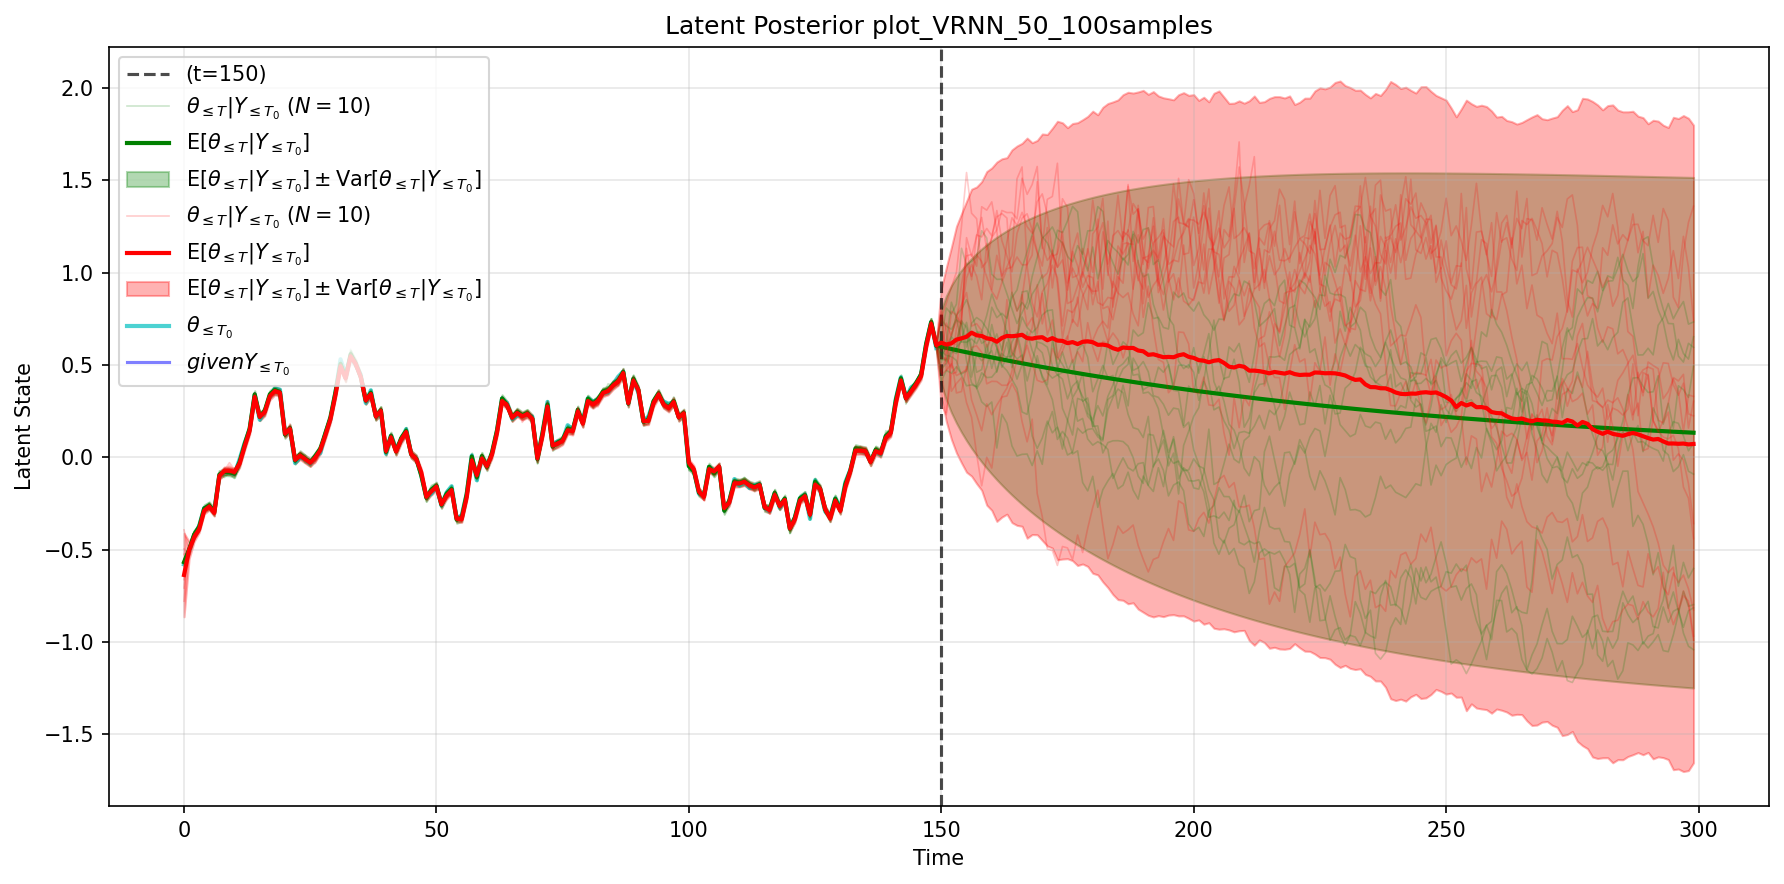 Latent Posterior plot_VRNN_50_100samples
(t=150)
θ≤T|Y≤T₀ (N = 10)
E[θ≤T|Y≤T₀]
E[θ≤T|Y≤T₀] ± Var[θ≤T|Y≤T₀]
θ≤T|Y≤T₀ (N = 10)
E[θ≤T|Y≤T₀]
E[θ≤T|Y≤T₀] ± Var[θ≤T|Y≤T₀]
θ≤T₀
givenY≤T₀
Latent State
2.0
1.5
1.0
0.5
0.0
−0.5
−1.0
−1.5
0 50 100 150 200 250 300
Time